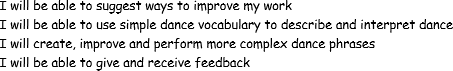 I will be able to suggest ways to improve my work
I will be able to use simple dance vocabulary to describe and interpret dance
I will create, improve and perform more complex dance phrases
I will be able to give and receive feedback